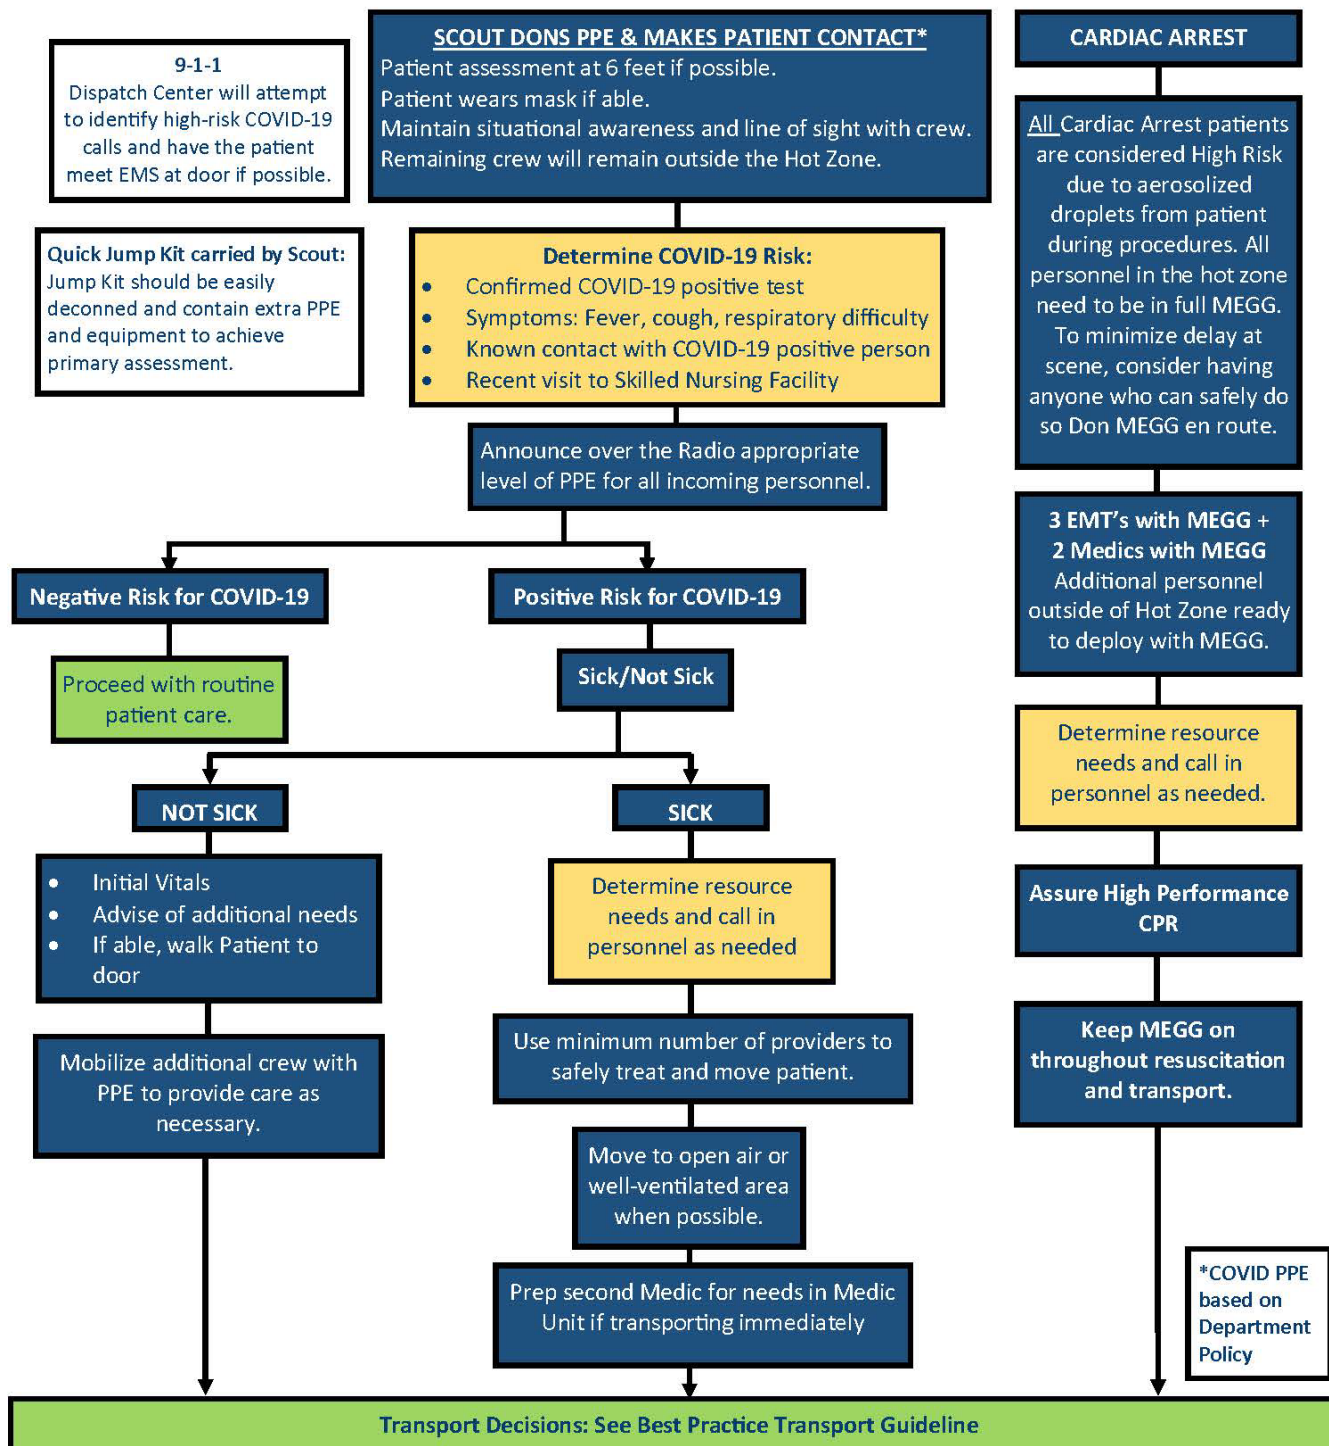 9-1-1
Dispatch Center will attempt
to identify high-risk COVID-19
calls and have the patient
meet EMS at door if possible.
Quick Jump Kit carried by Scout:
Jump Kit should be easily
deconned and contain extra PPE
and equipment to achieve
primary assessment.
SCOUT DONS PPE & MAKES PATIENT CONTACT*
Patient assessment at 6 feet if possible.
Patient wears mask if able.
Maintain situational awareness and line of sight with crew.
Remaining crew will remain outside the Hot Zone.
Determine COVID-19 Risk:
• Confirmed COVID-19 positive test
• Symptoms: Fever, cough, respiratory difficulty
• Known contact with COVID-19 positive person
• Recent visit to Skilled Nursing Facility
Announce over the Radio appropriate
level of PPE for all incoming personnel.
Negative Risk for COVID-19
Proceed with routine
patient care.
Positive Risk for COVID-19
Sick/Not Sick
NOT SICK
• Initial Vitals
• Advise of additional needs
• If able, walk Patient to
door
Mobilize additional crew with
PPE to provide care as
necessary.
SICK
Determine resource
needs and call in
personnel as needed
Use minimum number of providers to
safely treat and move patient.
Move to open air or
well-ventilated area
when possible.
Prep second Medic for needs in Medic
Unit if transporting immediately
CARDIAC ARREST
All Cardiac Arrest patients
are considered High Risk
due to aerosolized
droplets from patient
during procedures. All
personnel in the hot zone
need to be in full MEGG.
To minimize delay at
scene, consider having
anyone who can safely do
so Don MEGG en route.
3 EMT’s with MEGG +
2 Medics with MEGG
Additional personnel
outside of Hot Zone ready
to deploy with MEGG.
Determine resource
needs and call in
personnel as needed.
Assure High Performance
CPR
Keep MEGG on
throughout resuscitation
and transport.
*COVID PPE
based on
Department
Policy
Transport Decisions: See Best Practice Transport Guideline